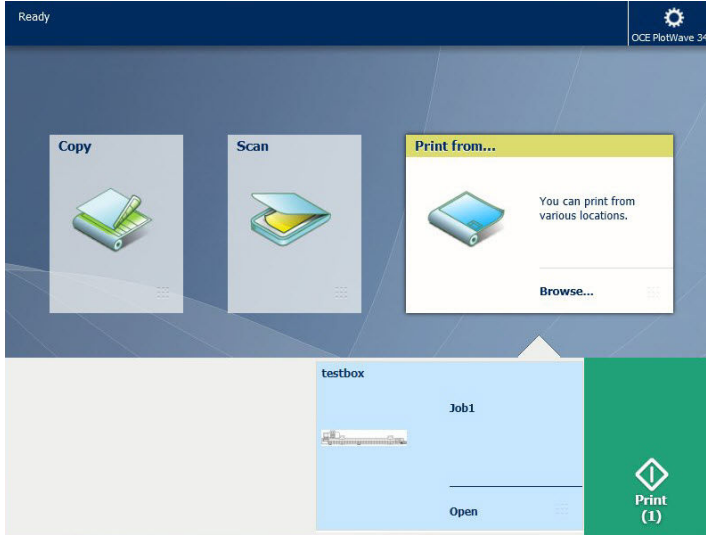 Ready
OCE PlotWave 34
Copy
Scan
Print from...
You can print from
various locations.
Browse...
testbox
Job1
Open
Print
(1)